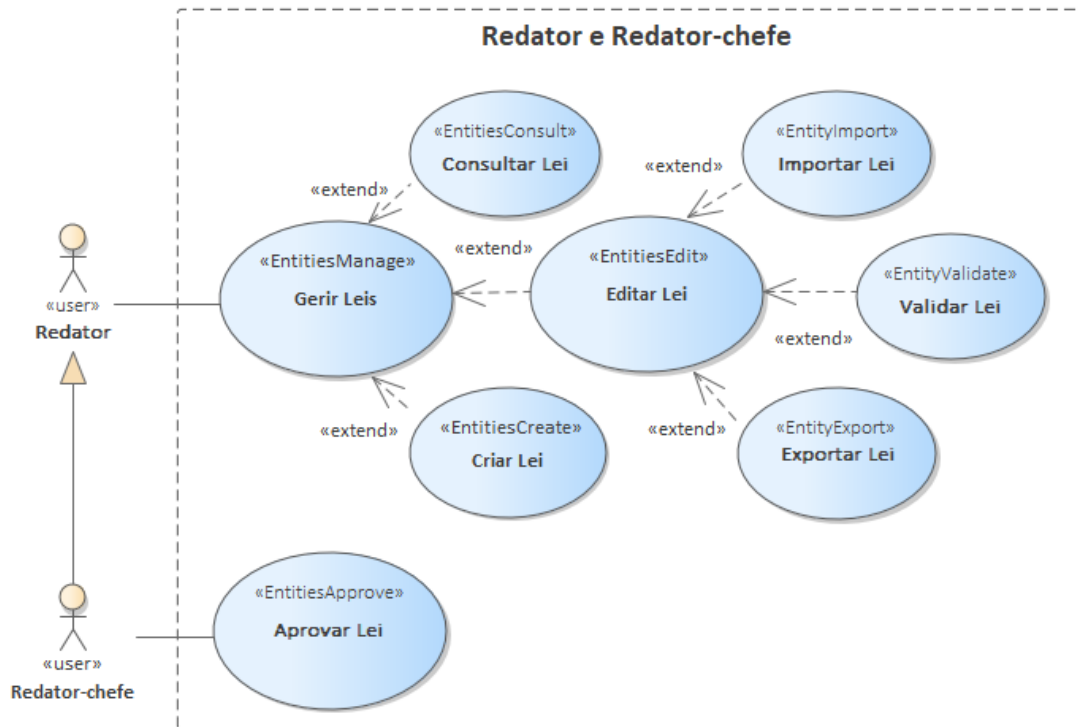 Redator e Redator-chefe
«EntitiesConsult»
Consultar Lei
«EntityImport»
Importar Lei
«extend»
«extend»
«extend»
«EntitiesManage»
Gerir Leis
«EntitiesEdit»
Editar Lei
«EntityValidate»
Validar Lei
«user»
Redator
«extend»
«extend»
«EntitiesCreate»
Criar Lei
«extend»
«EntityExport»
Exportar Lei
«EntitiesApprove»
Aprovar Lei
«user»
Redator-chefe